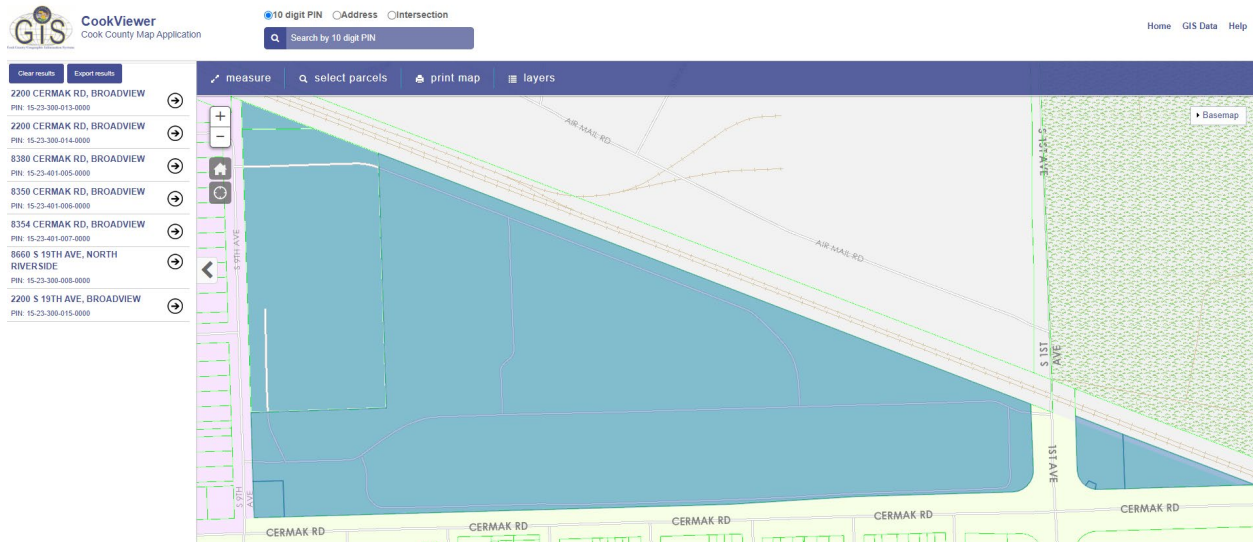 GIS
CookViewer
Cook County Map Application
10 digit PIN Address Intersection
Search by 10 digit PIN
Home GIS Data Help
Clear results Export results
measure select parcels print map layers
2200 CERMAK RD, BROADVIEW
PIN: 15-23-300-013-0000
2200 CERMAK RD, BROADVIEW
PIN: 15-23-300-014-0000
8380 CERMAK RD, BROADVIEW
PIN: 15-23-401-005-0000
8350 CERMAK RD, BROADVIEW
PIN: 15-23-401-006-0000
8354 CERMAK RD, BROADVIEW
PIN: 15-23-401-007-0000
8660 S 19TH AVE, NORTH
RIVERSIDE
PIN: 15-23-300-008-0000
2200 S 19TH AVE, BROADVIEW
PIN: 15-23-300-015-0000
+
−
Basemap
AIR MAIL RD
S 1ST AVE
S 9TH AVE
AIR MAIL RD
S 1ST
AVE
1ST AVE
S 9TH
AVE
CERMAK RD
CERMAK RD
CERMAK RD
CERMAK RD
CERMAK RD